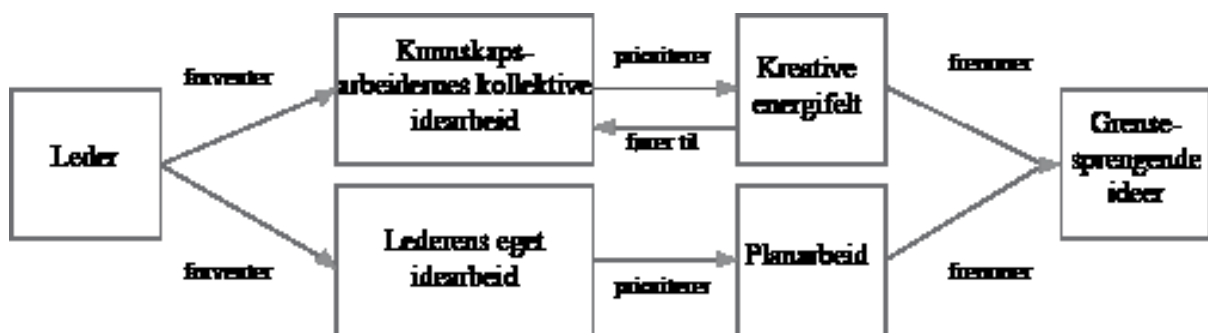 Leder
forventer
forventer
Kunnskaps-
arbeidernes kollektive
idearbeid
Lederens eget
idearbeid
prioriterer
fører til
prioriterer
Kreative
energifelt
Planarbeid
fremmer
fremmer
Grense-
sprengende
ideer